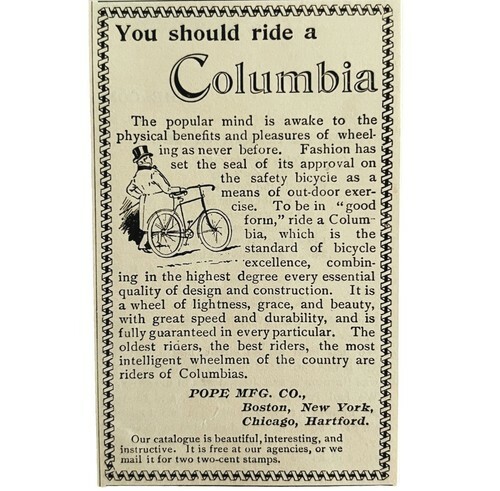 You should ride a
Columbia
The popular mind is awake to the
physical benefits and pleasures of wheel-
ing as never before. Fashion has
set the seal of its approval on
the safety bicycle as a
means of out-door exer-
cise. To be in "good
form," ride a Colum-
bia, which is the
standard of bicycle
excellence, combin-
ing in the highest degree every essential
quality of design and construction. It is
a wheel of lightness, grace, and beauty,
with great speed and durability, and is
fully guaranteed in every particular. The
oldest riders, the best riders, the most
intelligent wheelmen of the country are
riders of Columbias.
POPE MFG. CO.,
Boston, New York,
Chicago, Hartford.
Our catalogue is beautiful, interesting, and
instructive. It is free at our agencies, or we
mail it for two two-cent stamps.